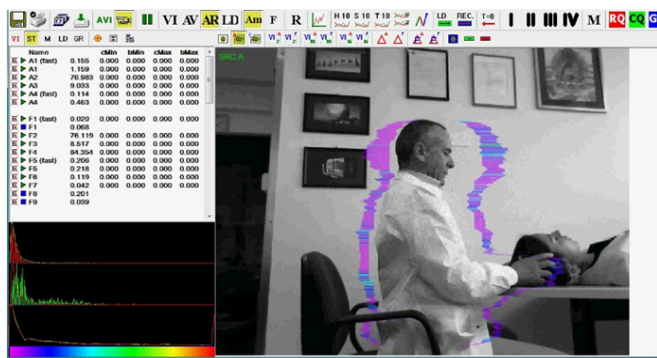 AVI VI AV AR LD Am F R H 10 S 10 T 10 LD REC. T=0 I II III IV M RQ CQ G
VI ST M LD GR
SRC A
Name cMin bMin cMax bMax
A1 (fast) 0.155 0.000 0.000 0.000 0.000
A1 1.159 0.000 0.000 0.000 0.000
A2 76.983 0.000 0.000 0.000 0.000
A3 9.033 0.000 0.000 0.000 0.000
A4 (fast) 0.114 0.000 0.000 0.000 0.000
A4 0.463 0.000 0.000 0.000 0.000
F1 (fast) 0.020 0.000 0.000 0.000 0.000
F1 0.068
F2 76.119 0.000 0.000 0.000 0.000
F3 8.517 0.000 0.000 0.000 0.000
F4 84.354 0.000 0.000 0.000 0.000
F5 (fast) 0.206 0.000 0.000 0.000 0.000
F5 0.218 0.000 0.000 0.000 0.000
F6 0.119 0.000 0.000 0.000 0.000
F7 0.042 0.000 0.000 0.000 0.000
F8 0.201
F9 0.039